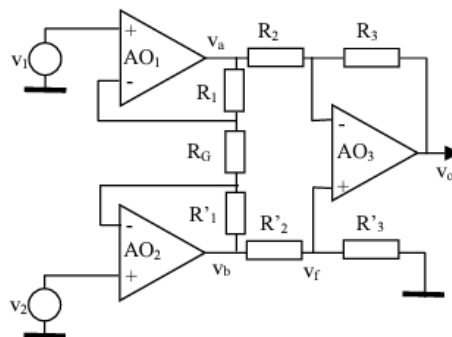 vₐ R₂ R₃
+
AO₁
-
v₁
R₁
R_G
-
AO₃
+
vₒ
R'₁
-
AO₂
+
R'₂ R'₃
v_b v_f
v₂